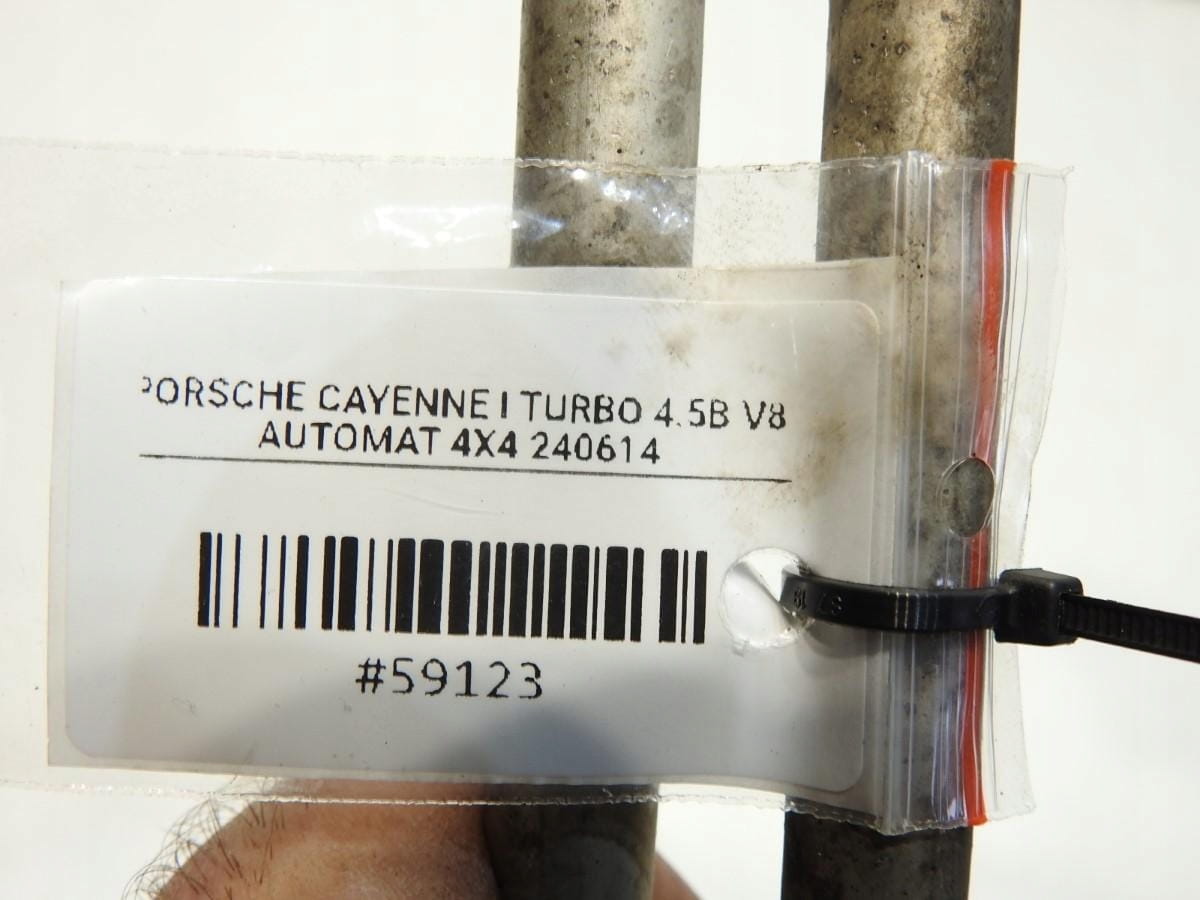 PORSCHE CAYENNE I TURBO 4.5B V8
AUTOMAT 4X4 240614
#59123